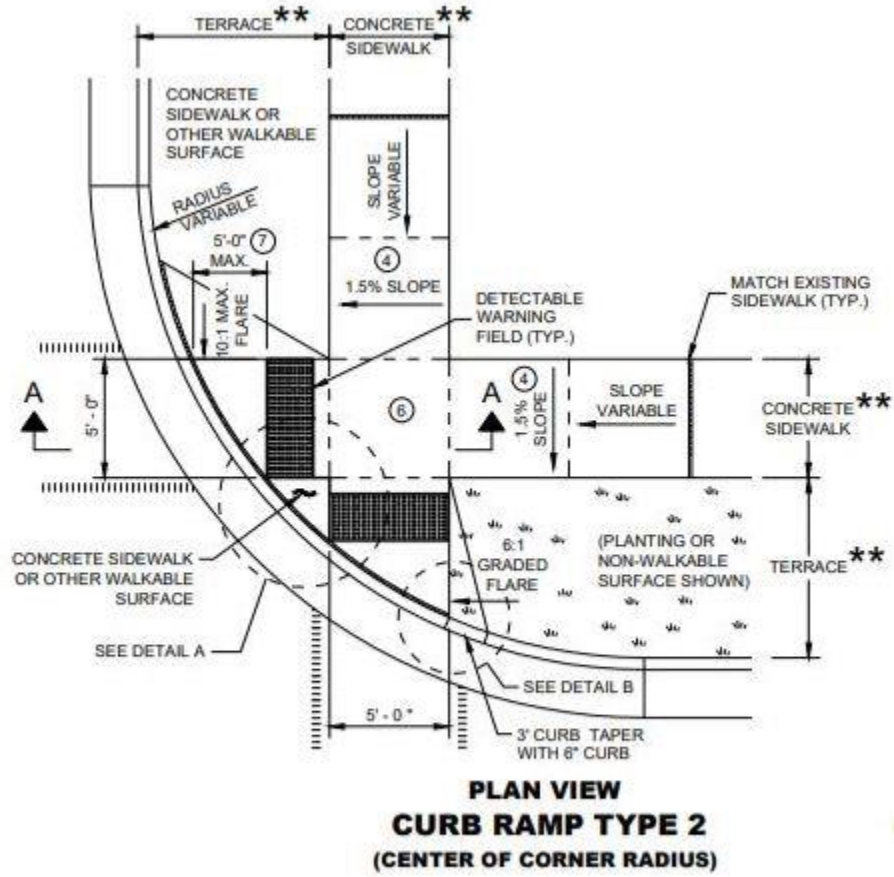 TERRACE **
CONCRETE **
SIDEWALK
CONCRETE
SIDEWALK OR
OTHER WALKABLE
SURFACE
RADIUS
VARIABLE
SLOPE
VARIABLE
5'-0" 7
MAX.
4
1.5% SLOPE
10:1 MAX.
FLARE
DETECTABLE
WARNING
FIELD (TYP.)
MATCH EXISTING
SIDEWALK (TYP.)
A
5' - 0"
6
A
4
1.5%
SLOPE
SLOPE
VARIABLE
CONCRETE **
SIDEWALK
CONCRETE SIDEWALK
OR OTHER WALKABLE
SURFACE
6:1
GRADED
FLARE
(PLANTING OR
NON-WALKABLE
SURFACE SHOWN)
TERRACE **
SEE DETAIL A
SEE DETAIL B
5' - 0"
3' CURB TAPER
WITH 6" CURB
PLAN VIEW
CURB RAMP TYPE 2
(CENTER OF CORNER RADIUS)